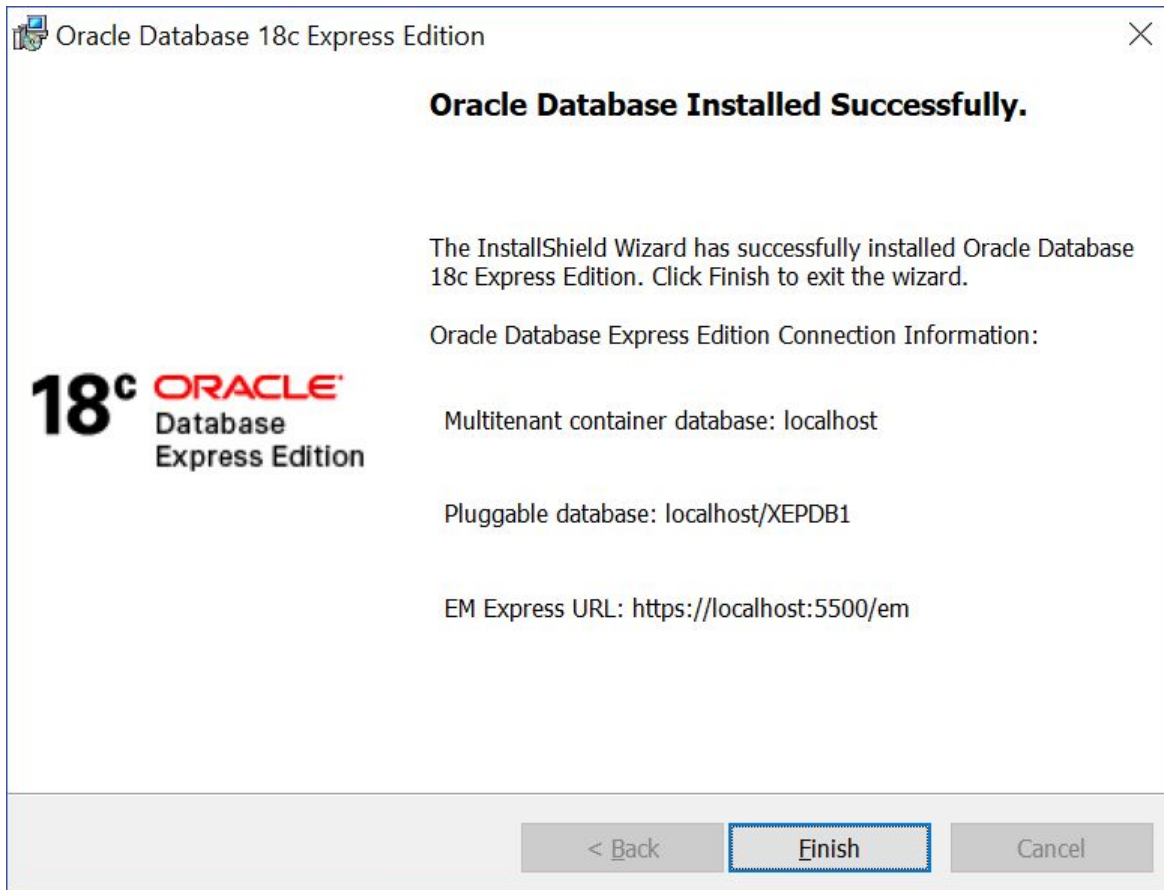 Oracle Database 18c Express Edition
Oracle Database Installed Successfully.
The InstallShield Wizard has successfully installed Oracle Database
18c Express Edition. Click Finish to exit the wizard.
Oracle Database Express Edition Connection Information:
18c ORACLE
Database
Express Edition
Multitenant container database: localhost
Pluggable database: localhost/XEPDB1
EM Express URL: https://localhost:5500/em
< Back Finish Cancel